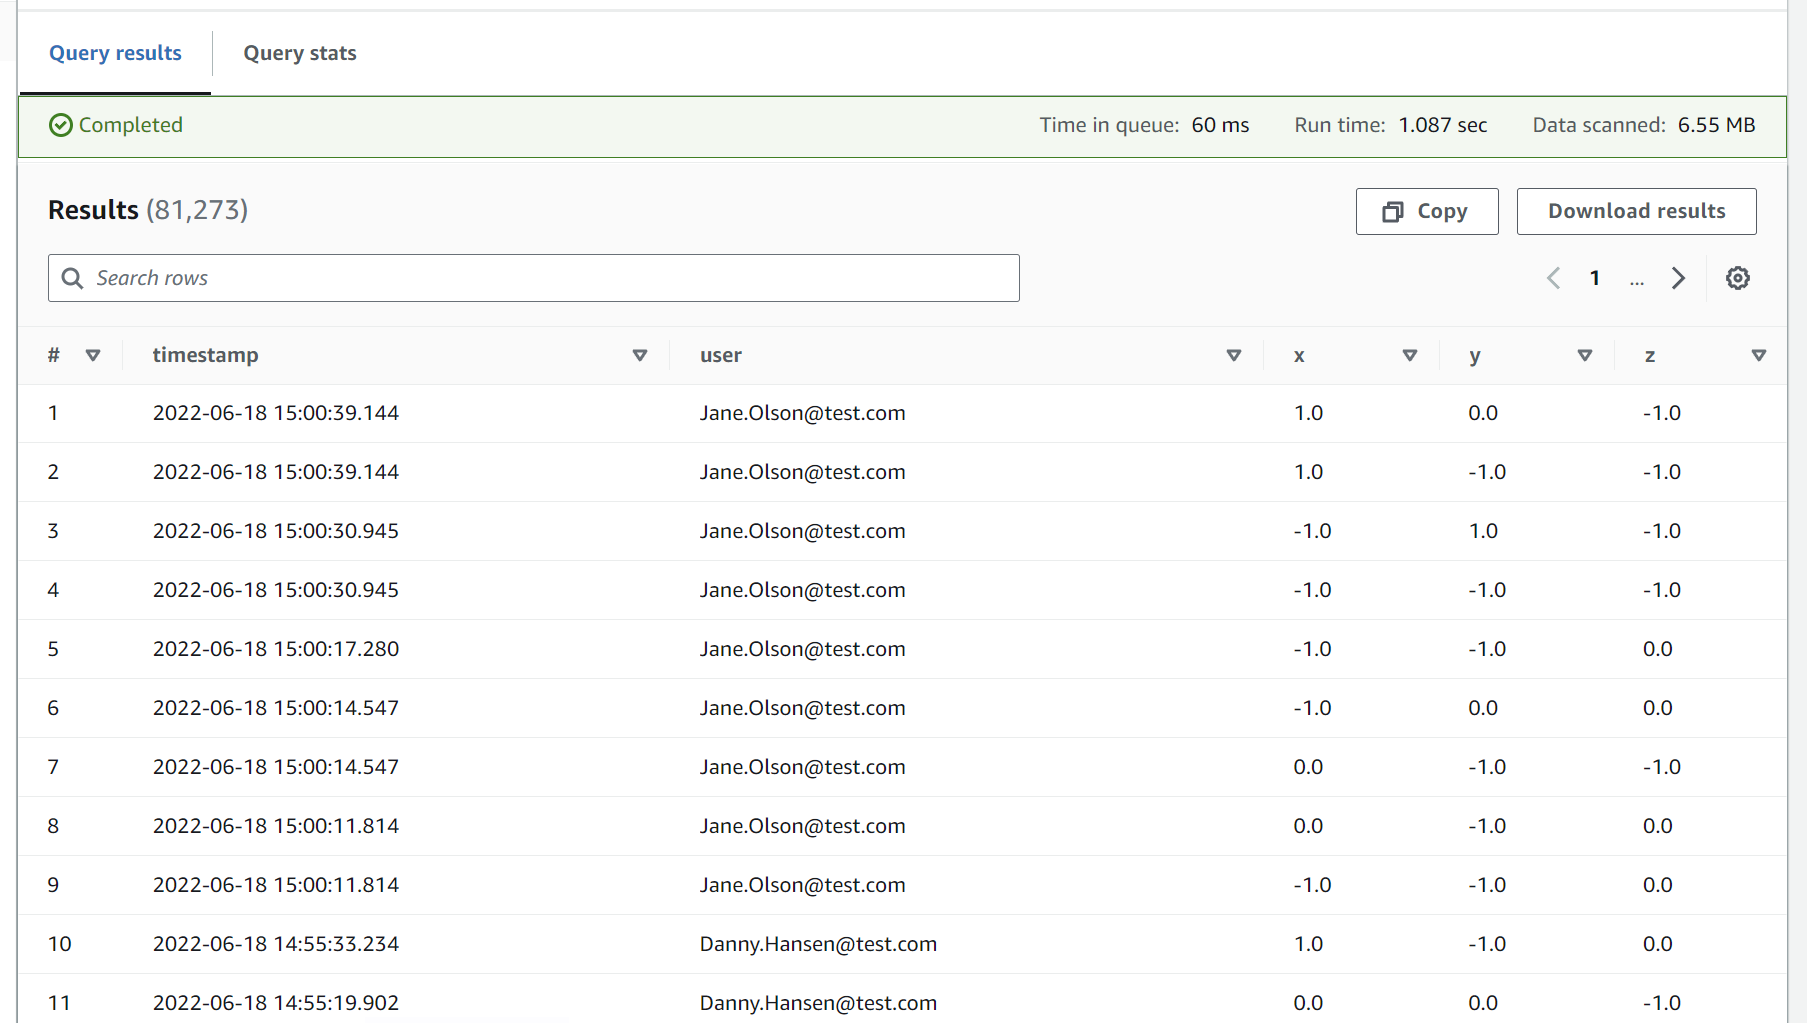 Query results Query stats
Completed Time in queue: 60 ms Run time: 1.087 sec Data scanned: 6.55 MB
Results (81,273) Copy Download results
Search rows 1 ...
# timestamp user x y z
1 2022-06-18 15:00:39.144 Jane.Olson@test.com 1.0 0.0 -1.0
2 2022-06-18 15:00:39.144 Jane.Olson@test.com 1.0 -1.0 -1.0
3 2022-06-18 15:00:30.945 Jane.Olson@test.com -1.0 1.0 -1.0
4 2022-06-18 15:00:30.945 Jane.Olson@test.com -1.0 -1.0 -1.0
5 2022-06-18 15:00:17.280 Jane.Olson@test.com -1.0 -1.0 0.0
6 2022-06-18 15:00:14.547 Jane.Olson@test.com -1.0 0.0 0.0
7 2022-06-18 15:00:14.547 Jane.Olson@test.com 0.0 -1.0 -1.0
8 2022-06-18 15:00:11.814 Jane.Olson@test.com 0.0 -1.0 0.0
9 2022-06-18 15:00:11.814 Jane.Olson@test.com -1.0 -1.0 0.0
10 2022-06-18 14:55:33.234 Danny.Hansen@test.com 1.0 -1.0 0.0
11 2022-06-18 14:55:19.902 Danny.Hansen@test.com 0.0 0.0 -1.0